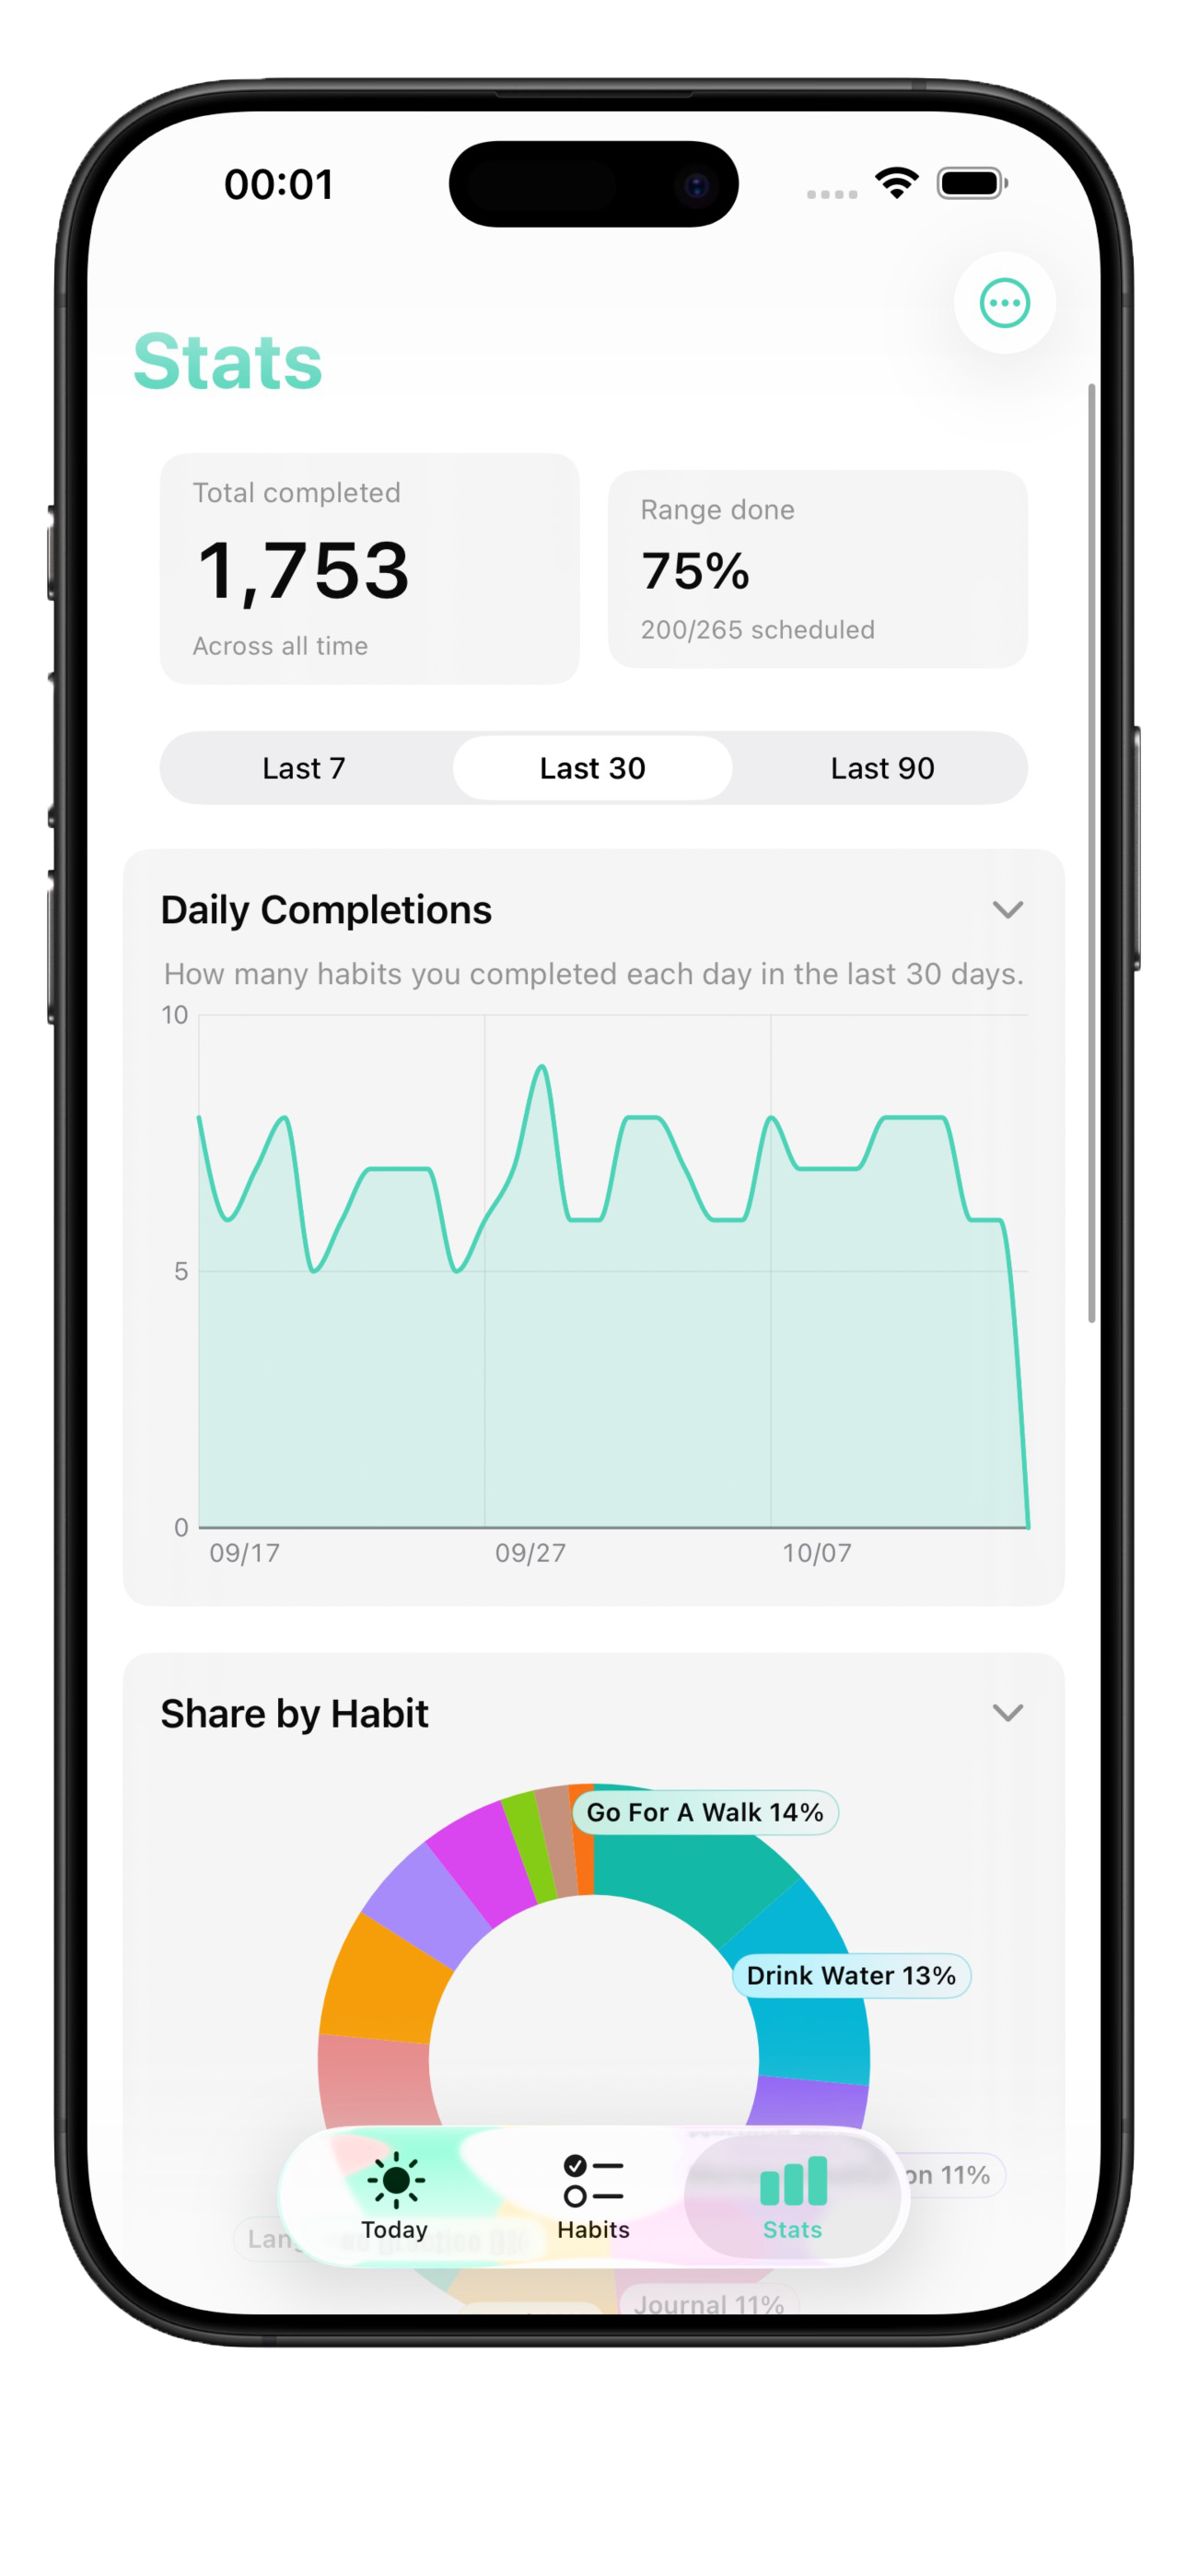 00:01
Stats
Total completed
1,753
Across all time
Range done
75%
200/265 scheduled
Last 7
Last 30
Last 90
Daily Completions
How many habits you completed each day in the last 30 days.
10
5
0
09/17
09/27
10/07
Share by Habit
Go For A Walk 14%
Drink Water 13%
on 11%
Today
Habits
Stats
Journal 11%